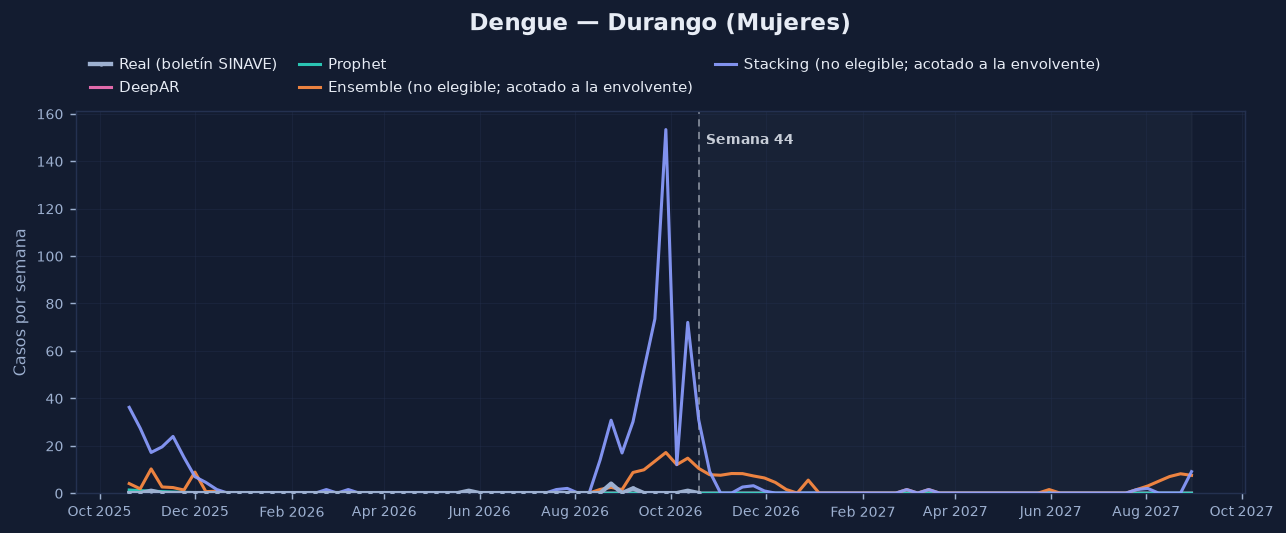 Dengue — Durango (Mujeres)
Real (boletín SINAVE)
Prophet
Stacking (no elegible; acotado a la envolvente)
DeepAR
Ensemble (no elegible; acotado a la envolvente)
Casos por semana
160
140
120
100
80
60
40
20
0
Semana 44
Oct 2025
Dec 2025
Feb 2026
Apr 2026
Jun 2026
Aug 2026
Oct 2026
Dec 2026
Feb 2027
Apr 2027
Jun 2027
Aug 2027
Oct 2027